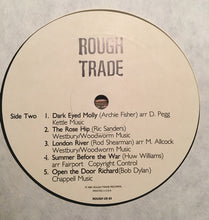 ROUGH
TRADE
Side Two
1. Dark Eyed Molly (Archie Fisher) arr D. Pegg
Kettle Music
2. The Rose Hip (Ric Sanders)
Westbury/Woodworm Music
3. London River (Rod Shearman) arr M. Allcock
Westbury/Woodworm Music
4. Summer Before the War (Huw Williams)
arr Fairport Copyright Control
5. Open the Door Richard(Bob Dylan)
Chappell Music